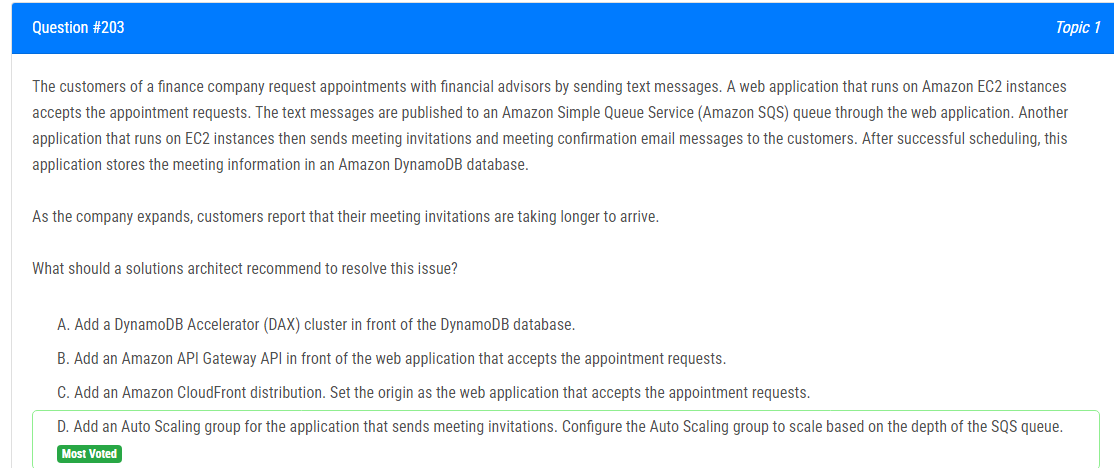 Question #203
Topic 1
The customers of a finance company request appointments with financial advisors by sending text messages. A web application that runs on Amazon EC2 instances
accepts the appointment requests. The text messages are published to an Amazon Simple Queue Service (Amazon SQS) queue through the web application. Another
application that runs on EC2 instances then sends meeting invitations and meeting confirmation email messages to the customers. After successful scheduling, this
application stores the meeting information in an Amazon DynamoDB database.
As the company expands, customers report that their meeting invitations are taking longer to arrive.
What should a solutions architect recommend to resolve this issue?
A. Add a DynamoDB Accelerator (DAX) cluster in front of the DynamoDB database.
B. Add an Amazon API Gateway API in front of the web application that accepts the appointment requests.
C. Add an Amazon CloudFront distribution. Set the origin as the web application that accepts the appointment requests.
D. Add an Auto Scaling group for the application that sends meeting invitations. Configure the Auto Scaling group to scale based on the depth of the SQS queue.
Most Voted